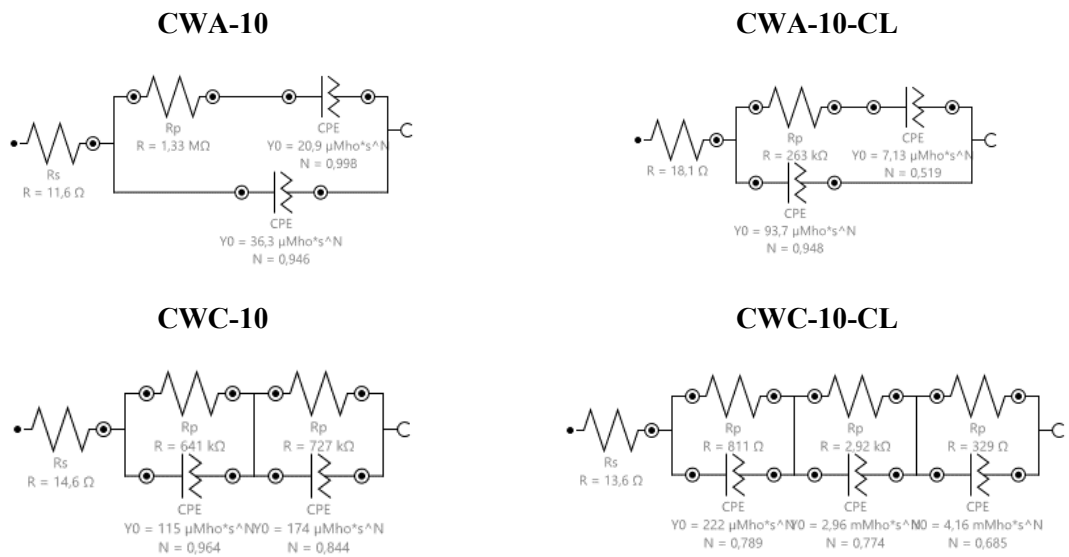 CWA-10
CWA-10-CL
Rp
R = 1,33 MΩ
CPE
Y0 = 20,9 µMho*s^N
N = 0,998
Rs
R = 11,6 Ω
CPE
Y0 = 36,3 µMho*s^N
N = 0,946
Rp
R = 263 kΩ
CPE
Y0 = 7,13 µMho*s^N
N = 0,519
Rs
R = 18,1 Ω
CPE
Y0 = 93,7 µMho*s^N
N = 0,948
CWC-10
CWC-10-CL
Rp
R = 641 kΩ
Rp
R = 727 kΩ
Rs
R = 14,6 Ω
CPE
Y0 = 115 µMho*s^N
N = 0,964
CPE
Y0 = 174 µMho*s^N
N = 0,844
Rp
R = 811 Ω
Rp
R = 2,92 kΩ
Rp
R = 329 Ω
Rs
R = 13,6 Ω
CPE
Y0 = 222 µMho*s^N
N = 0,789
CPE
Y0 = 2,96 mMho*s^N
N = 0,774
CPE
Y0 = 4,16 mMho*s^N
N = 0,685